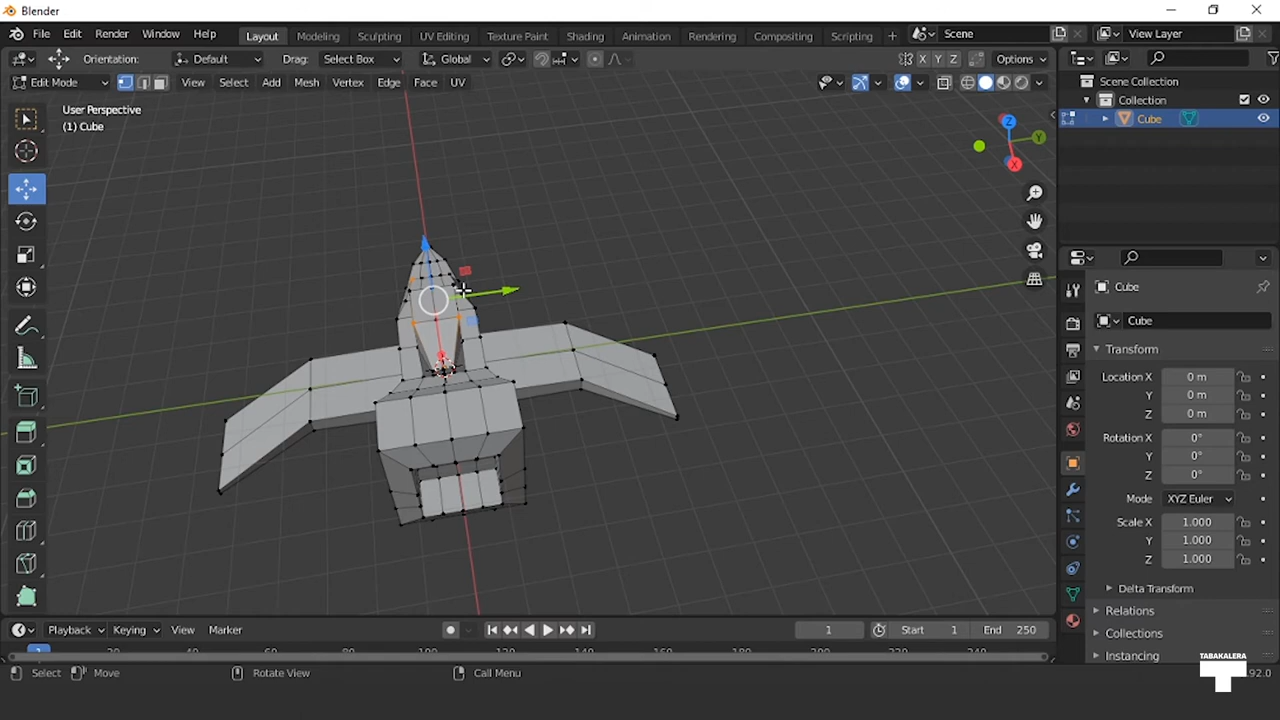 Blender
File Edit Render Window Help Layout Modeling Sculpting UV Editing Texture Paint Shading Animation Rendering Compositing Scripting + Scene View Layer
Orientation: Default Drag: Select Box Global X Y Z Options
Edit Mode View Select Add Mesh Vertex Edge Face UV
User Perspective
(1) Cube
Z
Y
X
Scene Collection
Collection
Cube
Cube
Cube
Transform
Location X 0 m
Y 0 m
Z 0 m
Rotation X 0°
Y 0°
Z 0°
Mode XYZ Euler
Scale X 1.000
Y 1.000
Z 1.000
Delta Transform
Relations
Collections
Instancing
Playback Keying View Marker 1 Start 1 End 250
Select Move Rotate View Call Menu
TABAKALERA
T
92.0